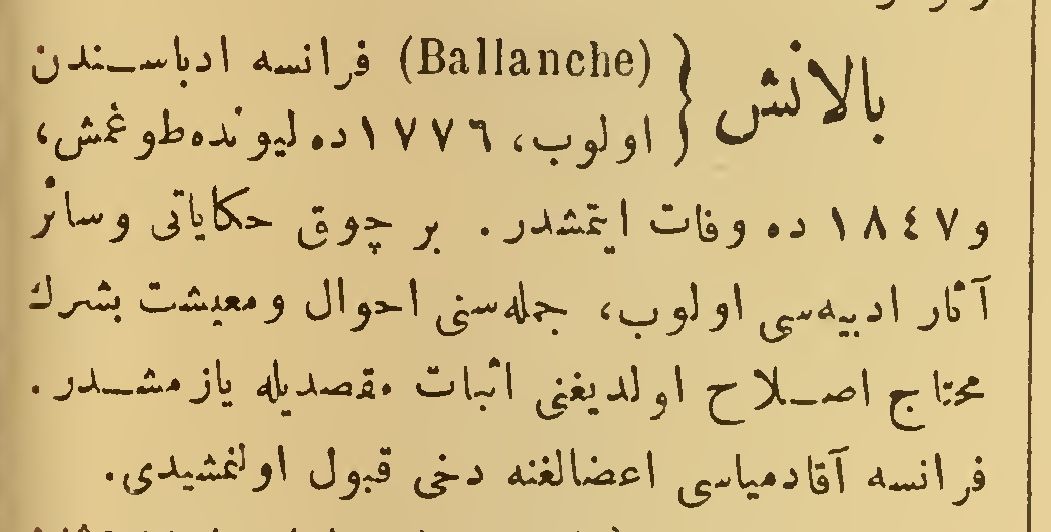 بالانش (Ballanche) فرانسه ادباسندن
اولوب، ١٧٧٦ ده ليونده طوغمش،
و ١٨٤٧ ده وفات ايتمشدر. بر چوق حكاياتى وسائر
آثار ادبيه‌سى اولوب، جمله‌سنى احوال ومعيشت بشرك
محتاج اصلاح اولديغنى اثبات مقصديله يازمشدر.
فرانسه آقادمياسى اعضالغنه دخى قبول اولنمشيدى.